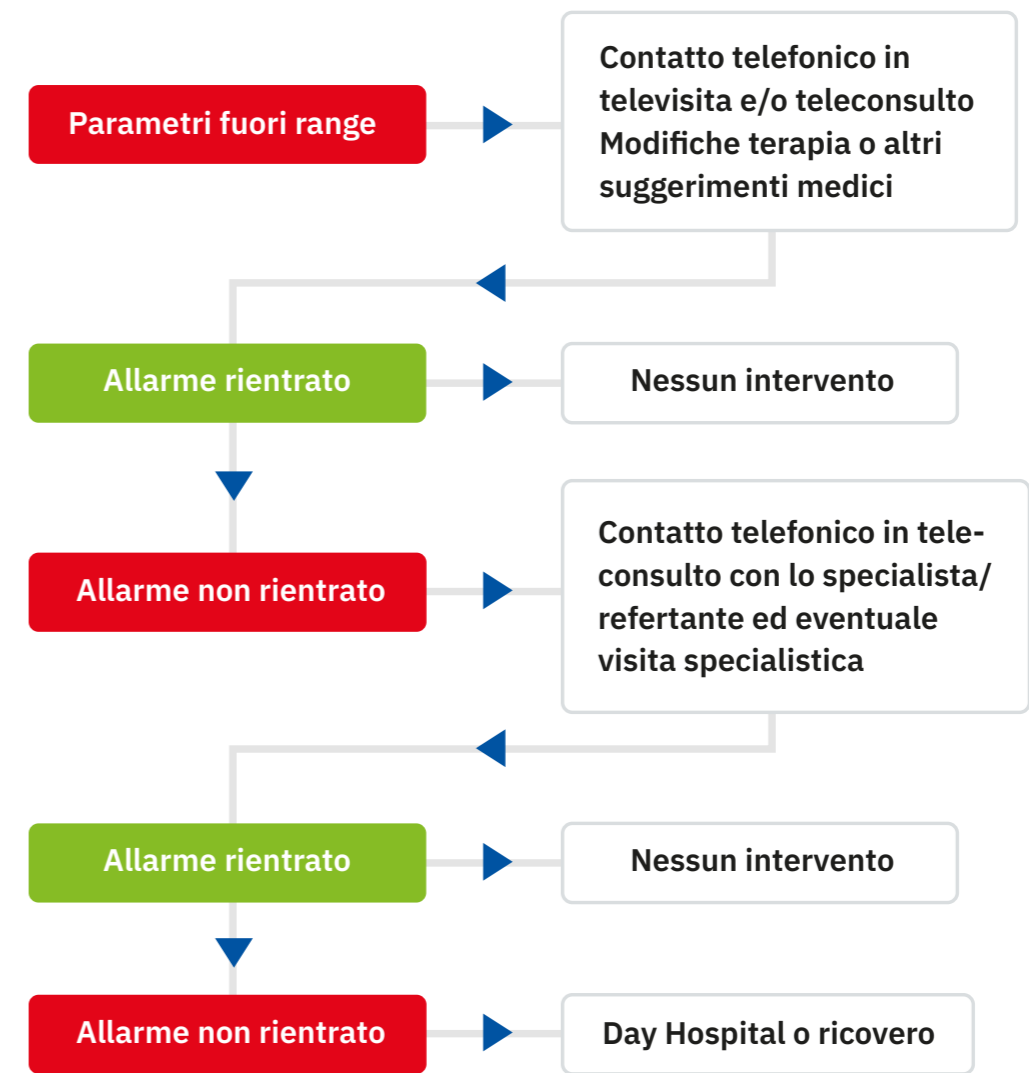 Parametri fuori range
Contatto telefonico in
televisita e/o teleconsulto
Modifiche terapia o altri
suggerimenti medici
Allarme rientrato
Nessun intervento
Allarme non rientrato
Contatto telefonico in tele-
consulto con lo specialista/
refertante ed eventuale
visita specialistica
Allarme rientrato
Nessun intervento
Allarme non rientrato
Day Hospital o ricovero